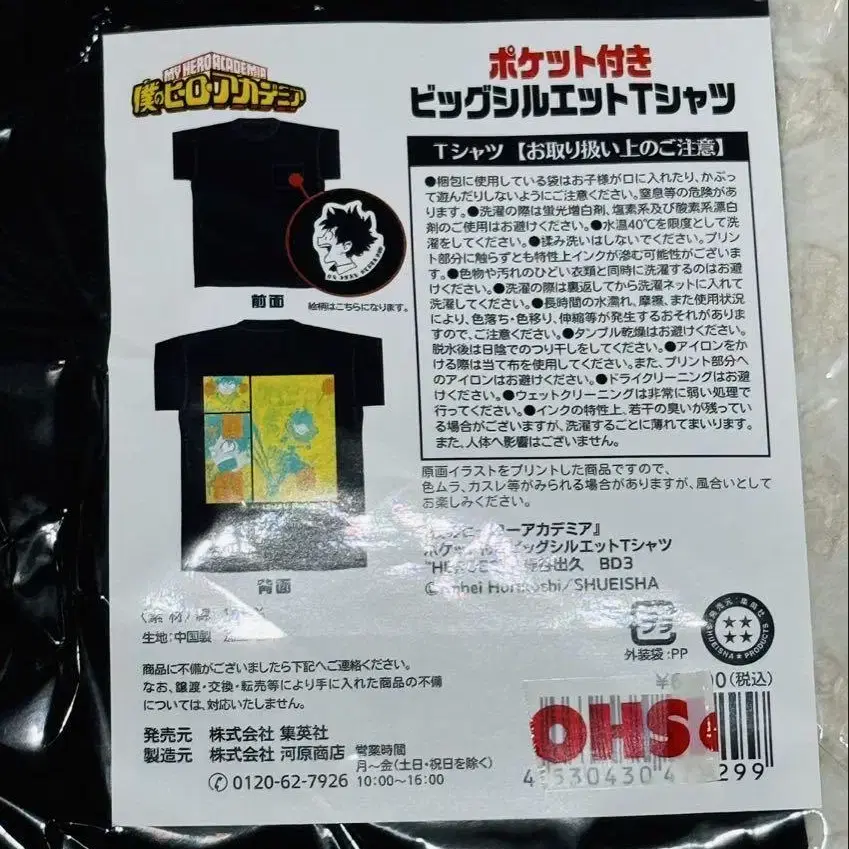 MY HERO ACADEMIA
僕のヒーローアカデミア
ポケット付き
ビッグシルエットTシャツ
Tシャツ【お取り扱い上のご注意】
●梱包に使用している袋はお子様が口に入れたり、かぶっ
て遊んだりしないようにご注意ください。窒息等の危険があ
ります。●洗濯の際は蛍光増白剤、塩素系及び酸素系漂白
剤のご使用はお避けください。●水温40℃を限度として洗
濯をしてください。●揉み洗いはしないでください。プリン
ト部分に触らずとも特性上インクが滲む可能性がございま
す。●色物や汚れのひどい衣類と同時に洗濯するのはお避
けください。●洗濯の際は裏返してから洗濯ネットに入れて
洗濯してください。●長時間の水濡れ、摩擦、また使用状況
により、色落ち・色移り、伸縮等が発生するおそれがありま
すので、ご注意ください。●タンブル乾燥はお避けください。
脱水後は日陰でのつり干しをしてください。●アイロンをか
ける際は当て布を使用してください。また、プリント部分へ
のアイロンはお避けください。●ドライクリーニングはお避
けください。●ウェットクリーニングは非常に弱い処理で
行ってください。●インクの特性上、若干の臭いが残ってい
る場合がございますが、洗濯するごとに薄れてまいります。
また、人体へ影響はございません。
前面
絵柄はこちらになります。
背面
原画イラストをプリントした商品ですので、
色ムラ、カスレ等がみられる場合がありますが、風合いとして
お楽しみください。
ーアカデミア』
ポケット付きビッグシルエットTシャツ
谷出久 BD3
©Kohei Horikoshi/SHUEISHA
生地:中国製
プラ
外装袋:PP
発売元:集英社
SHUEISHA PRODUCTS
商品に不備がございましたら下記へご連絡ください。
なお、譲渡・交換・転売等により手に入れた商品の不備
については、対応いたしません。
00(税込)
発売元 株式会社 集英社
製造元 株式会社 河原商店 営業時間
月〜金(土日・祝日を除く)
0120-62-7926 10:00〜16:00
OHS
299